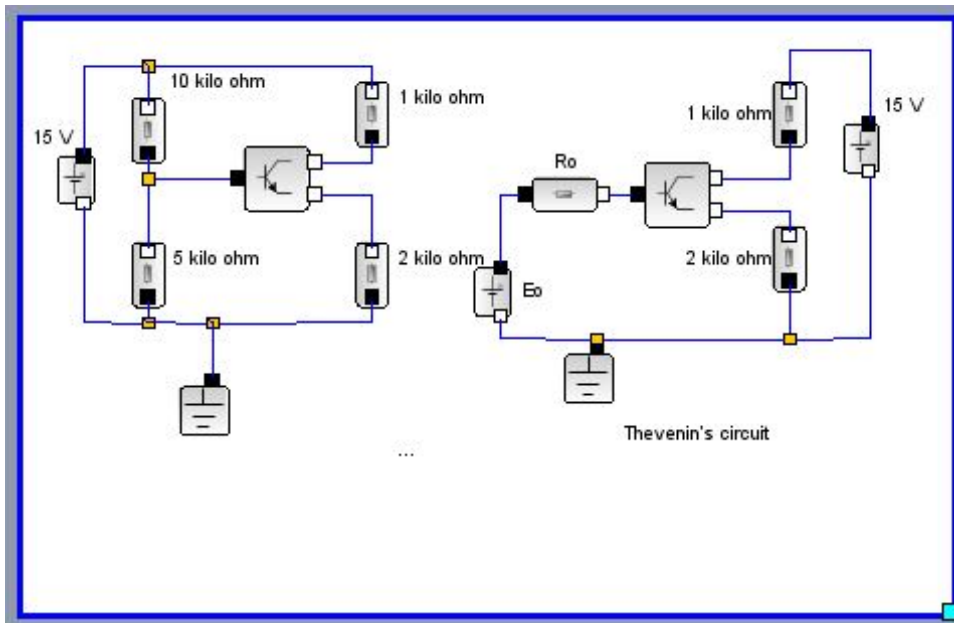 10 kilo ohm
1 kilo ohm
15 V
5 kilo ohm
2 kilo ohm
1 kilo ohm
15 V
Ro
2 kilo ohm
Eo
Thevenin's circuit
...